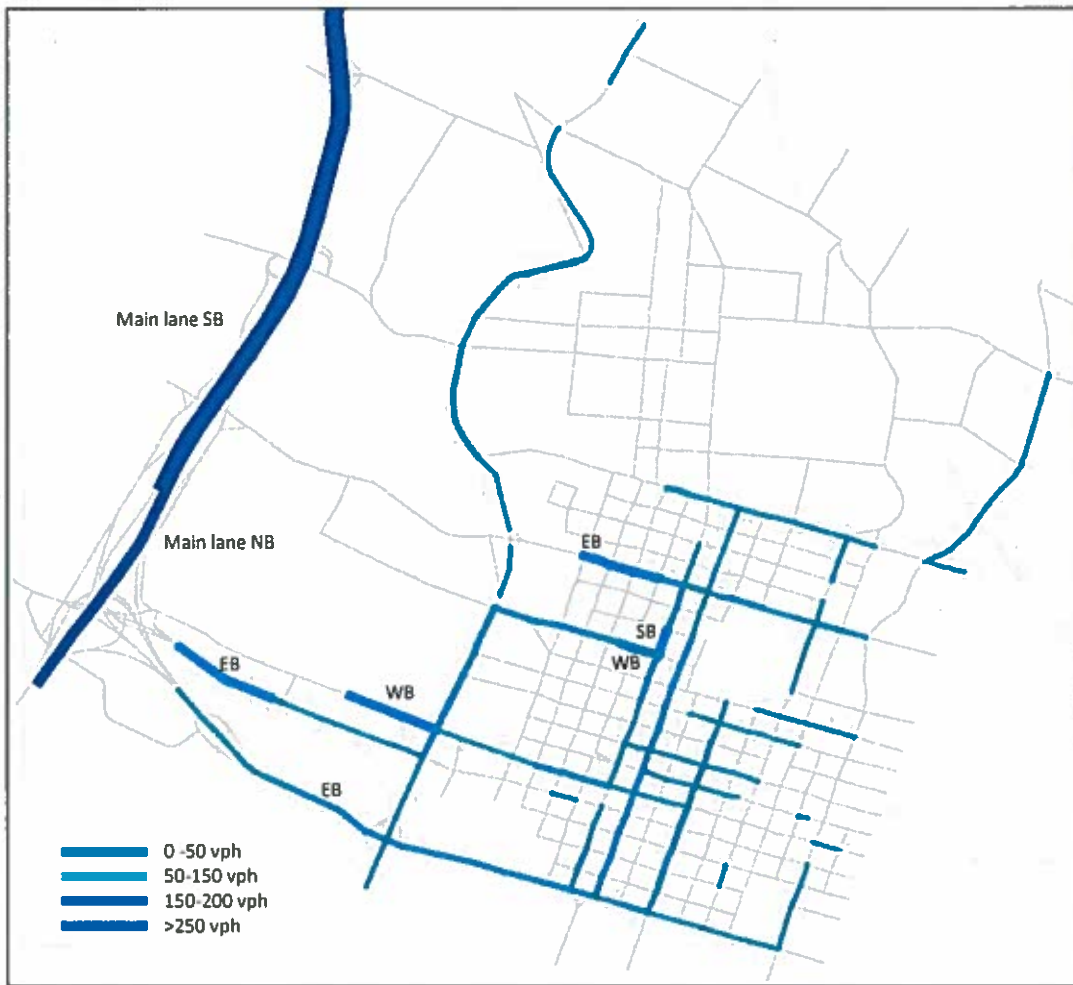 Main lane SB
Main lane NB
EB
SB
WB
EB
WB
EB
0 -50 vph
50-150 vph
150-200 vph
>250 vph